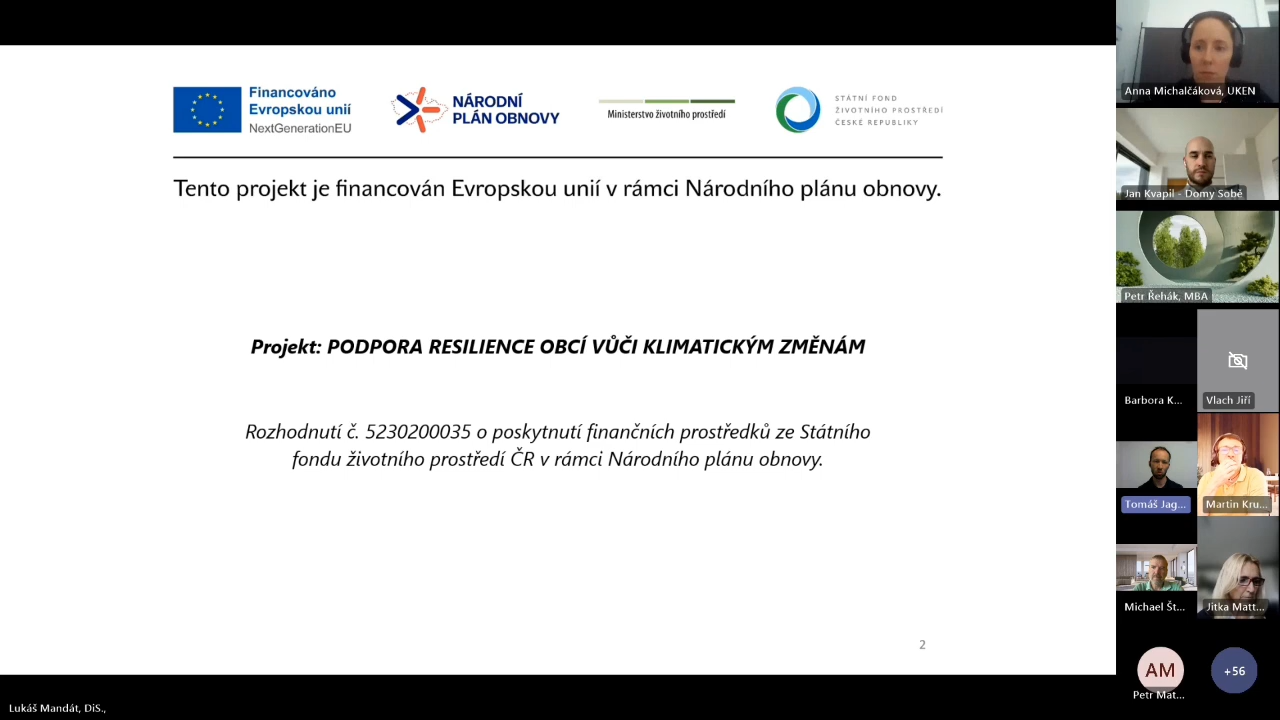 Financováno
Evropskou unií
NextGenerationEU
NÁRODNÍ
PLÁN OBNOVY
Ministerstvo životního prostředí
STÁTNÍ FOND
ŽIVOTNÍHO PROSTŘEDÍ
ČESKÉ REPUBLIKY
Tento projekt je financován Evropskou unií v rámci Národního plánu obnovy.
Projekt: PODPORA RESILIENCE OBCÍ VŮČI KLIMATICKÝM ZMĚNÁM
Rozhodnutí č. 5230200035 o poskytnutí finančních prostředků ze Státního
fondu životního prostředí ČR v rámci Národního plánu obnovy.
2
Lukáš Mandát, DiS.,
Anna Michalčáková, UKEN
Jan Kvapil - Domy Sobě
Petr Řehák, MBA
Barbora K...
Vlach Jiří
Tomáš Jag...
Martin Kru...
Michael Št...
Jitka Matt...
AM
Petr Mat...
+56